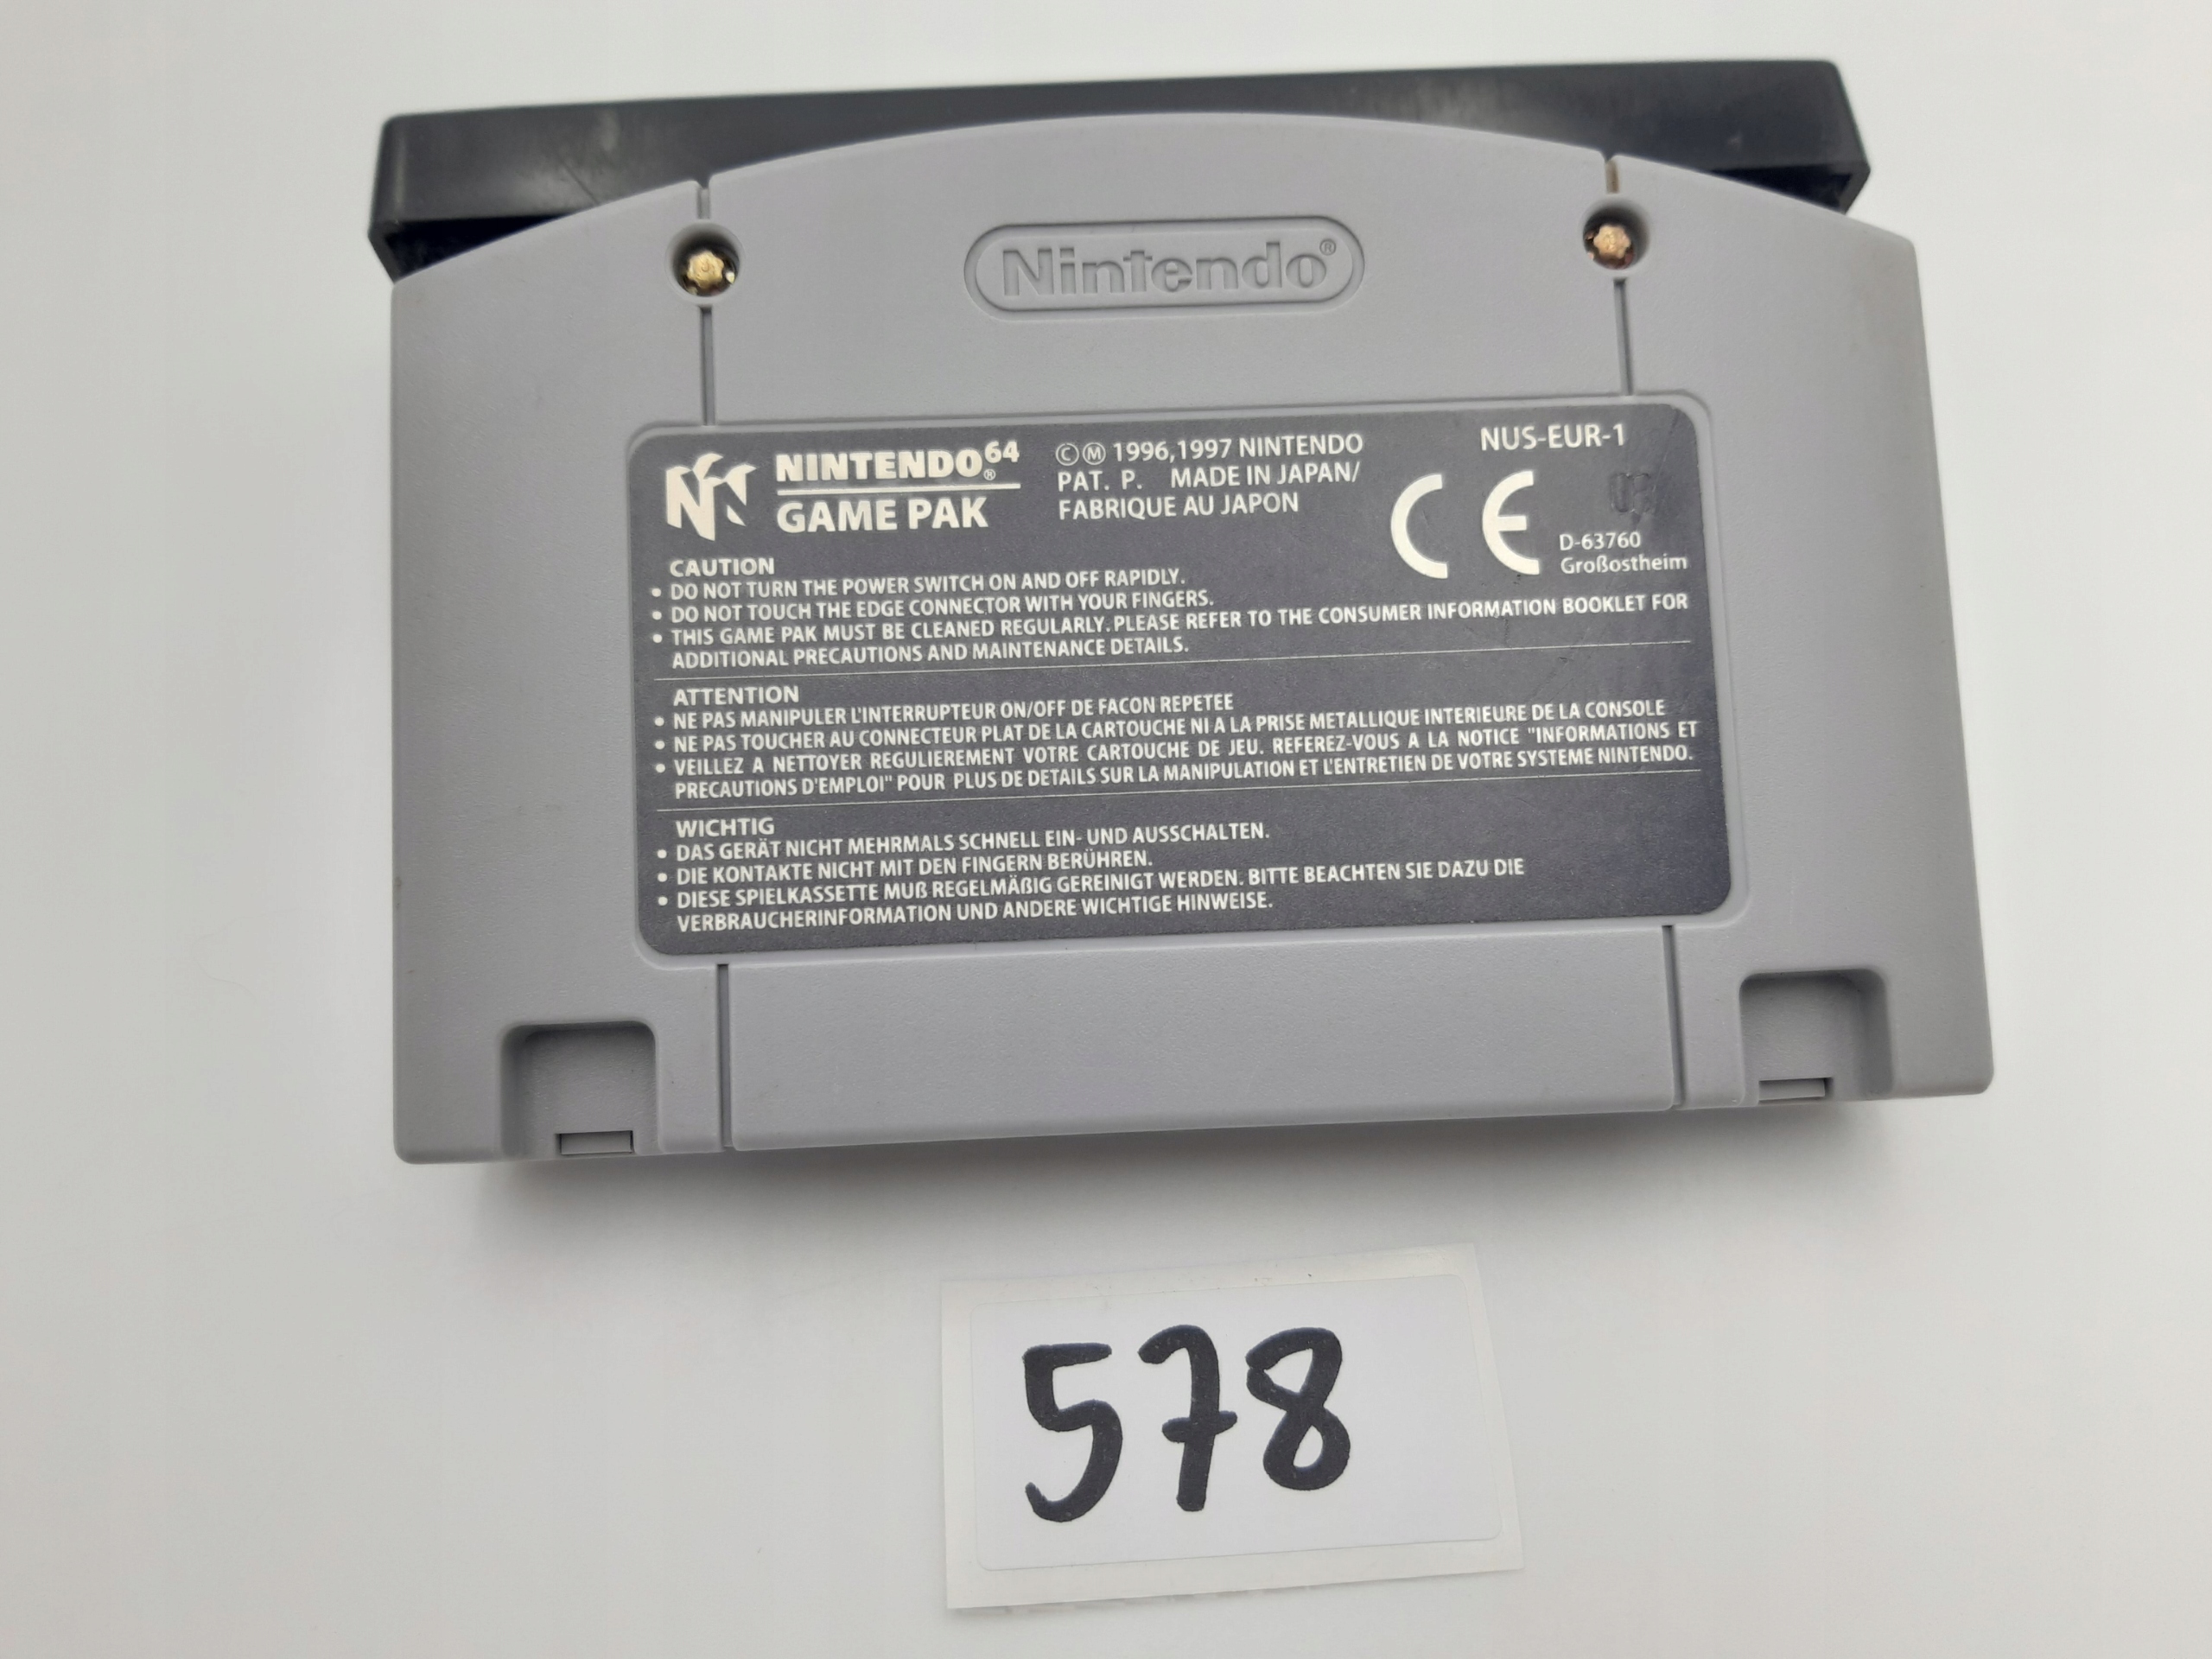 Nintendo®
NINTENDO64®
GAME PAK
ⒸⓂ 1996,1997 NINTENDO
PAT. P. MADE IN JAPAN/
FABRIQUE AU JAPON
NUS-EUR-1
CE
D-63760
Großostheim
CAUTION
• DO NOT TURN THE POWER SWITCH ON AND OFF RAPIDLY.
• DO NOT TOUCH THE EDGE CONNECTOR WITH YOUR FINGERS.
• THIS GAME PAK MUST BE CLEANED REGULARLY. PLEASE REFER TO THE CONSUMER INFORMATION BOOKLET FOR
ADDITIONAL PRECAUTIONS AND MAINTENANCE DETAILS.
ATTENTION
• NE PAS MANIPULER L'INTERRUPTEUR ON/OFF DE FACON REPETEE
• NE PAS TOUCHER AU CONNECTEUR PLAT DE LA CARTOUCHE NI A LA PRISE METALLIQUE INTERIEURE DE LA CONSOLE
• VEILLEZ A NETTOYER REGULIEREMENT VOTRE CARTOUCHE DE JEU. REFEREZ-VOUS A LA NOTICE "INFORMATIONS ET
PRECAUTIONS D'EMPLOI" POUR PLUS DE DETAILS SUR LA MANIPULATION ET L'ENTRETIEN DE VOTRE SYSTEME NINTENDO.
WICHTIG
• DAS GERÄT NICHT MEHRMALS SCHNELL EIN- UND AUSSCHALTEN.
• DIE KONTAKTE NICHT MIT DEN FINGERN BERÜHREN.
• DIESE SPIELKASSETTE MUß REGELMÄßIG GEREINIGT WERDEN. BITTE BEACHTEN SIE DAZU DIE
VERBRAUCHERINFORMATION UND ANDERE WICHTIGE HINWEISE.
578